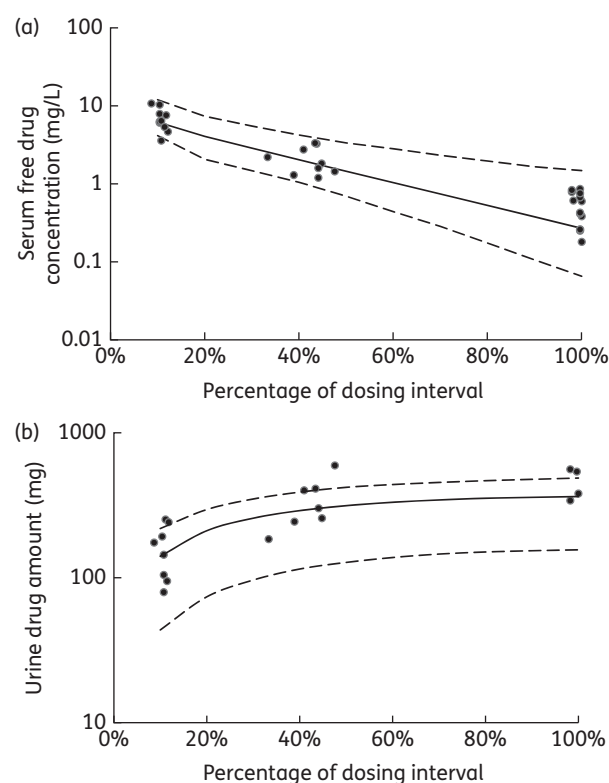 (a)
100
10
1
0.1
0.01
Serum free drug
concentration (mg/L)
0% 20% 40% 60% 80% 100%
Percentage of dosing interval
(b)
1000
100
10
Urine drug amount (mg)
0% 20% 40% 60% 80% 100%
Percentage of dosing interval